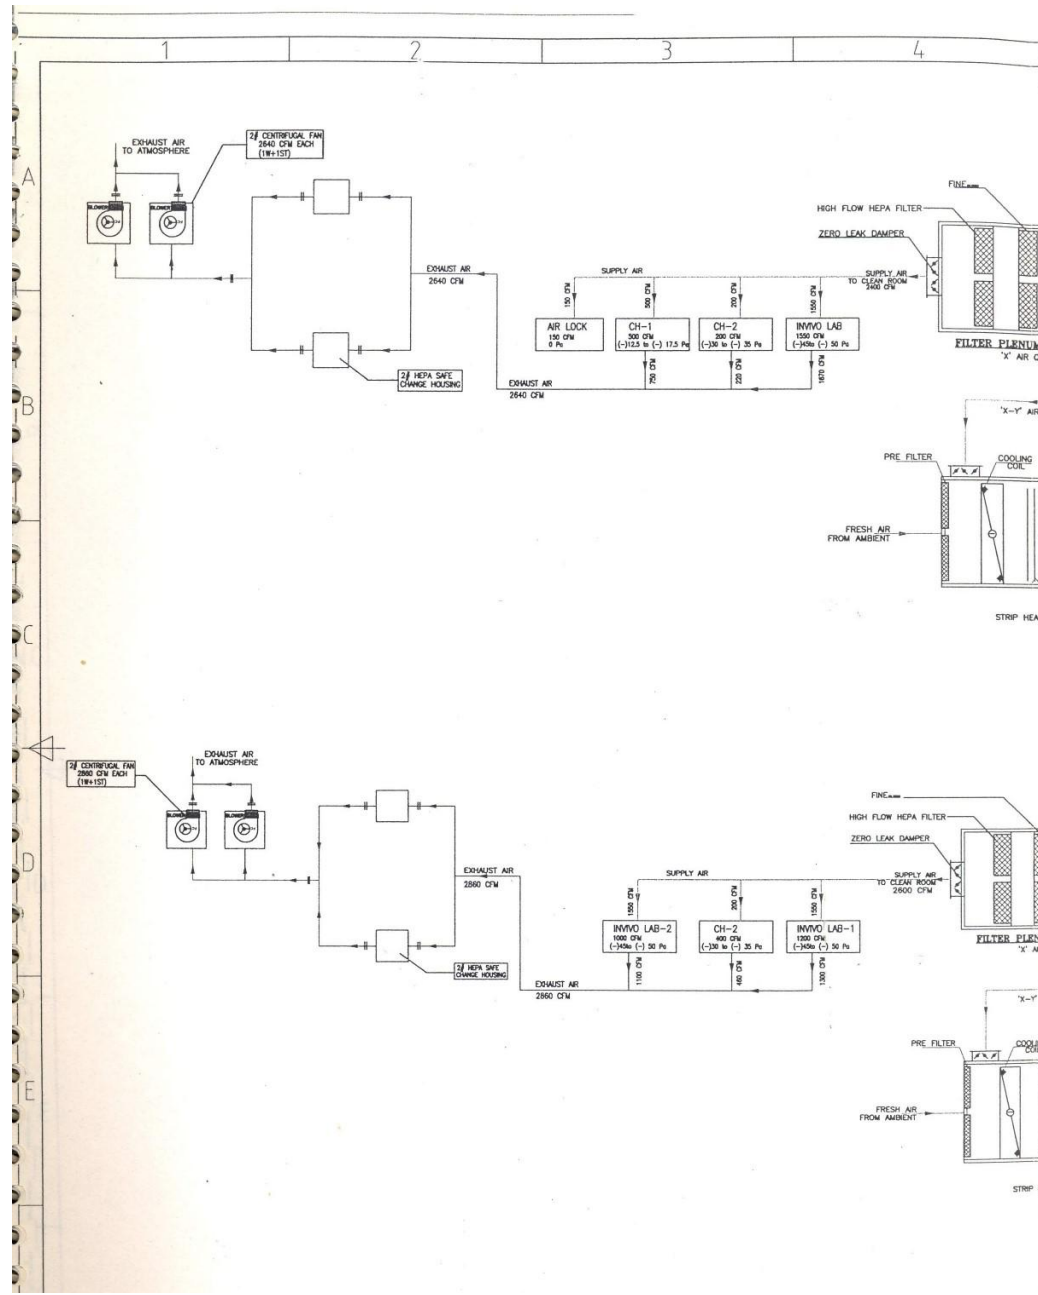 1 2 3 4
A
EXHAUST AIR
TO ATMOSPHERE
2∮ CENTRIFUGAL FAN
2640 CFM EACH
(1W+1ST)
BLOWER BLOWER
FINE
HIGH FLOW HEPA FILTER
ZERO LEAK DAMPER
EXHAUST AIR
2640 CFM
SUPPLY AIR
SUPPLY AIR
TO CLEAN ROOM
2400 CFM
150 CFM
500 CFM
200 CFM
1550 CFM
AIR LOCK
150 CFM
0 Pa
CH-1
500 CFM
(-)12.5 to (-) 17.5 Pa
CH-2
200 CFM
(-)30 to (-) 35 Pa
INVIVO LAB
1550 CFM
(-)45to (-) 50 Pa
FILTER PLENUM
'X' AIR
750 CFM
220 CFM
1670 CFM
2∮ HEPA SAFE
CHANGE HOUSING
EXHAUST AIR
2640 CFM
B
'X-Y' AIR
PRE FILTER
COOLING
COIL
FRESH AIR
FROM AMBIENT
STRIP HEA
C
2∮ CENTRIFUGAL FAN
2860 CFM EACH
(1W+1ST)
EXHAUST AIR
TO ATMOSPHERE
BLOWER BLOWER
FINE
HIGH FLOW HEPA FILTER
ZERO LEAK DAMPER
D
EXHAUST AIR
2860 CFM
SUPPLY AIR
SUPPLY AIR
TO CLEAN ROOM
2600 CFM
1550 CFM
200 CFM
1550 CFM
INVIVO LAB-2
1000 CFM
(-)45to (-) 50 Pa
CH-2
400 CFM
(-)30 to (-) 35 Pa
INVIVO LAB-1
1200 CFM
(-)45to (-) 50 Pa
FILTER PLEN
'X'
1100 CFM
460 CFM
1300 CFM
2∮ HEPA SAFE
CHANGE HOUSING
EXHAUST AIR
2860 CFM
'X-Y'
PRE FILTER
FRESH AIR
FROM AMBIENT
E
STRIP